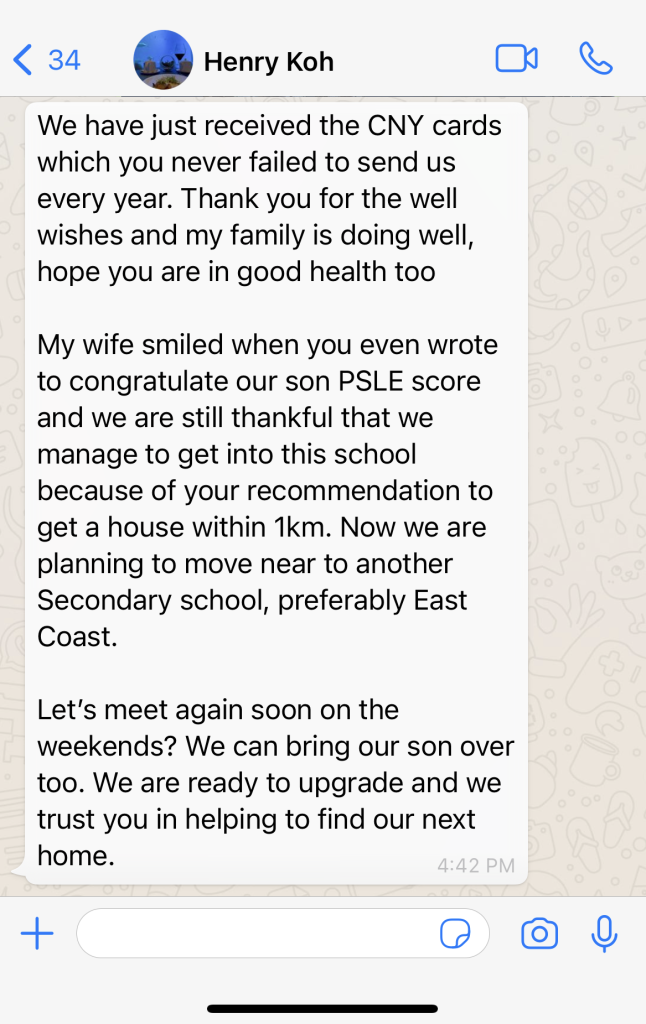 34
Henry Koh
We have just received the CNY cards
which you never failed to send us
every year. Thank you for the well
wishes and my family is doing well,
hope you are in good health too
My wife smiled when you even wrote
to congratulate our son PSLE score
and we are still thankful that we
manage to get into this school
because of your recommendation to
get a house within 1km. Now we are
planning to move near to another
Secondary school, preferably East
Coast.
Let’s meet again soon on the
weekends? We can bring our son over
too. We are ready to upgrade and we
trust you in helping to find our next
home.
4:42 PM